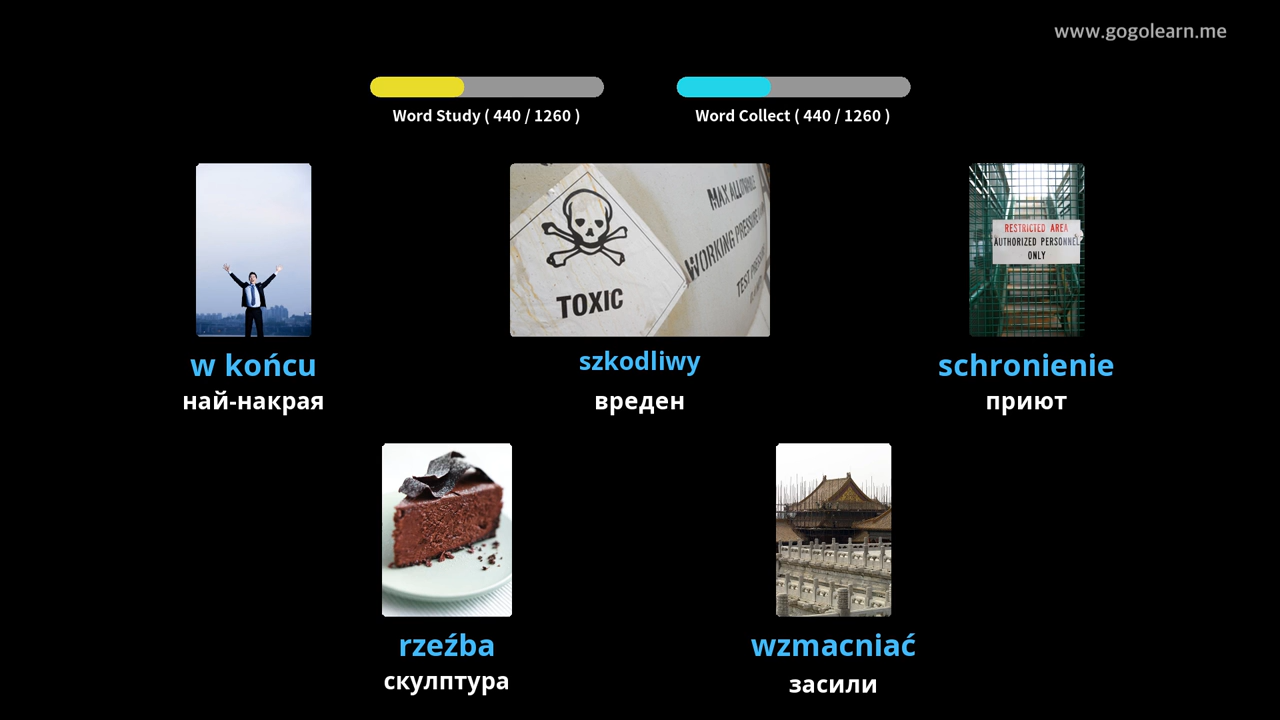 www.gogolearn.me
Word Study ( 440 / 1260 )
Word Collect ( 440 / 1260 )
TOXIC
MAX ALLOWABLE
WORKING PRESSURE
TEST
RESTRICTED AREA
AUTHORIZED PERSONNEL
ONLY
w końcu
най-накрая
szkodliwy
вреден
schronienie
приют
rzeźba
скулптура
wzmacniać
засили